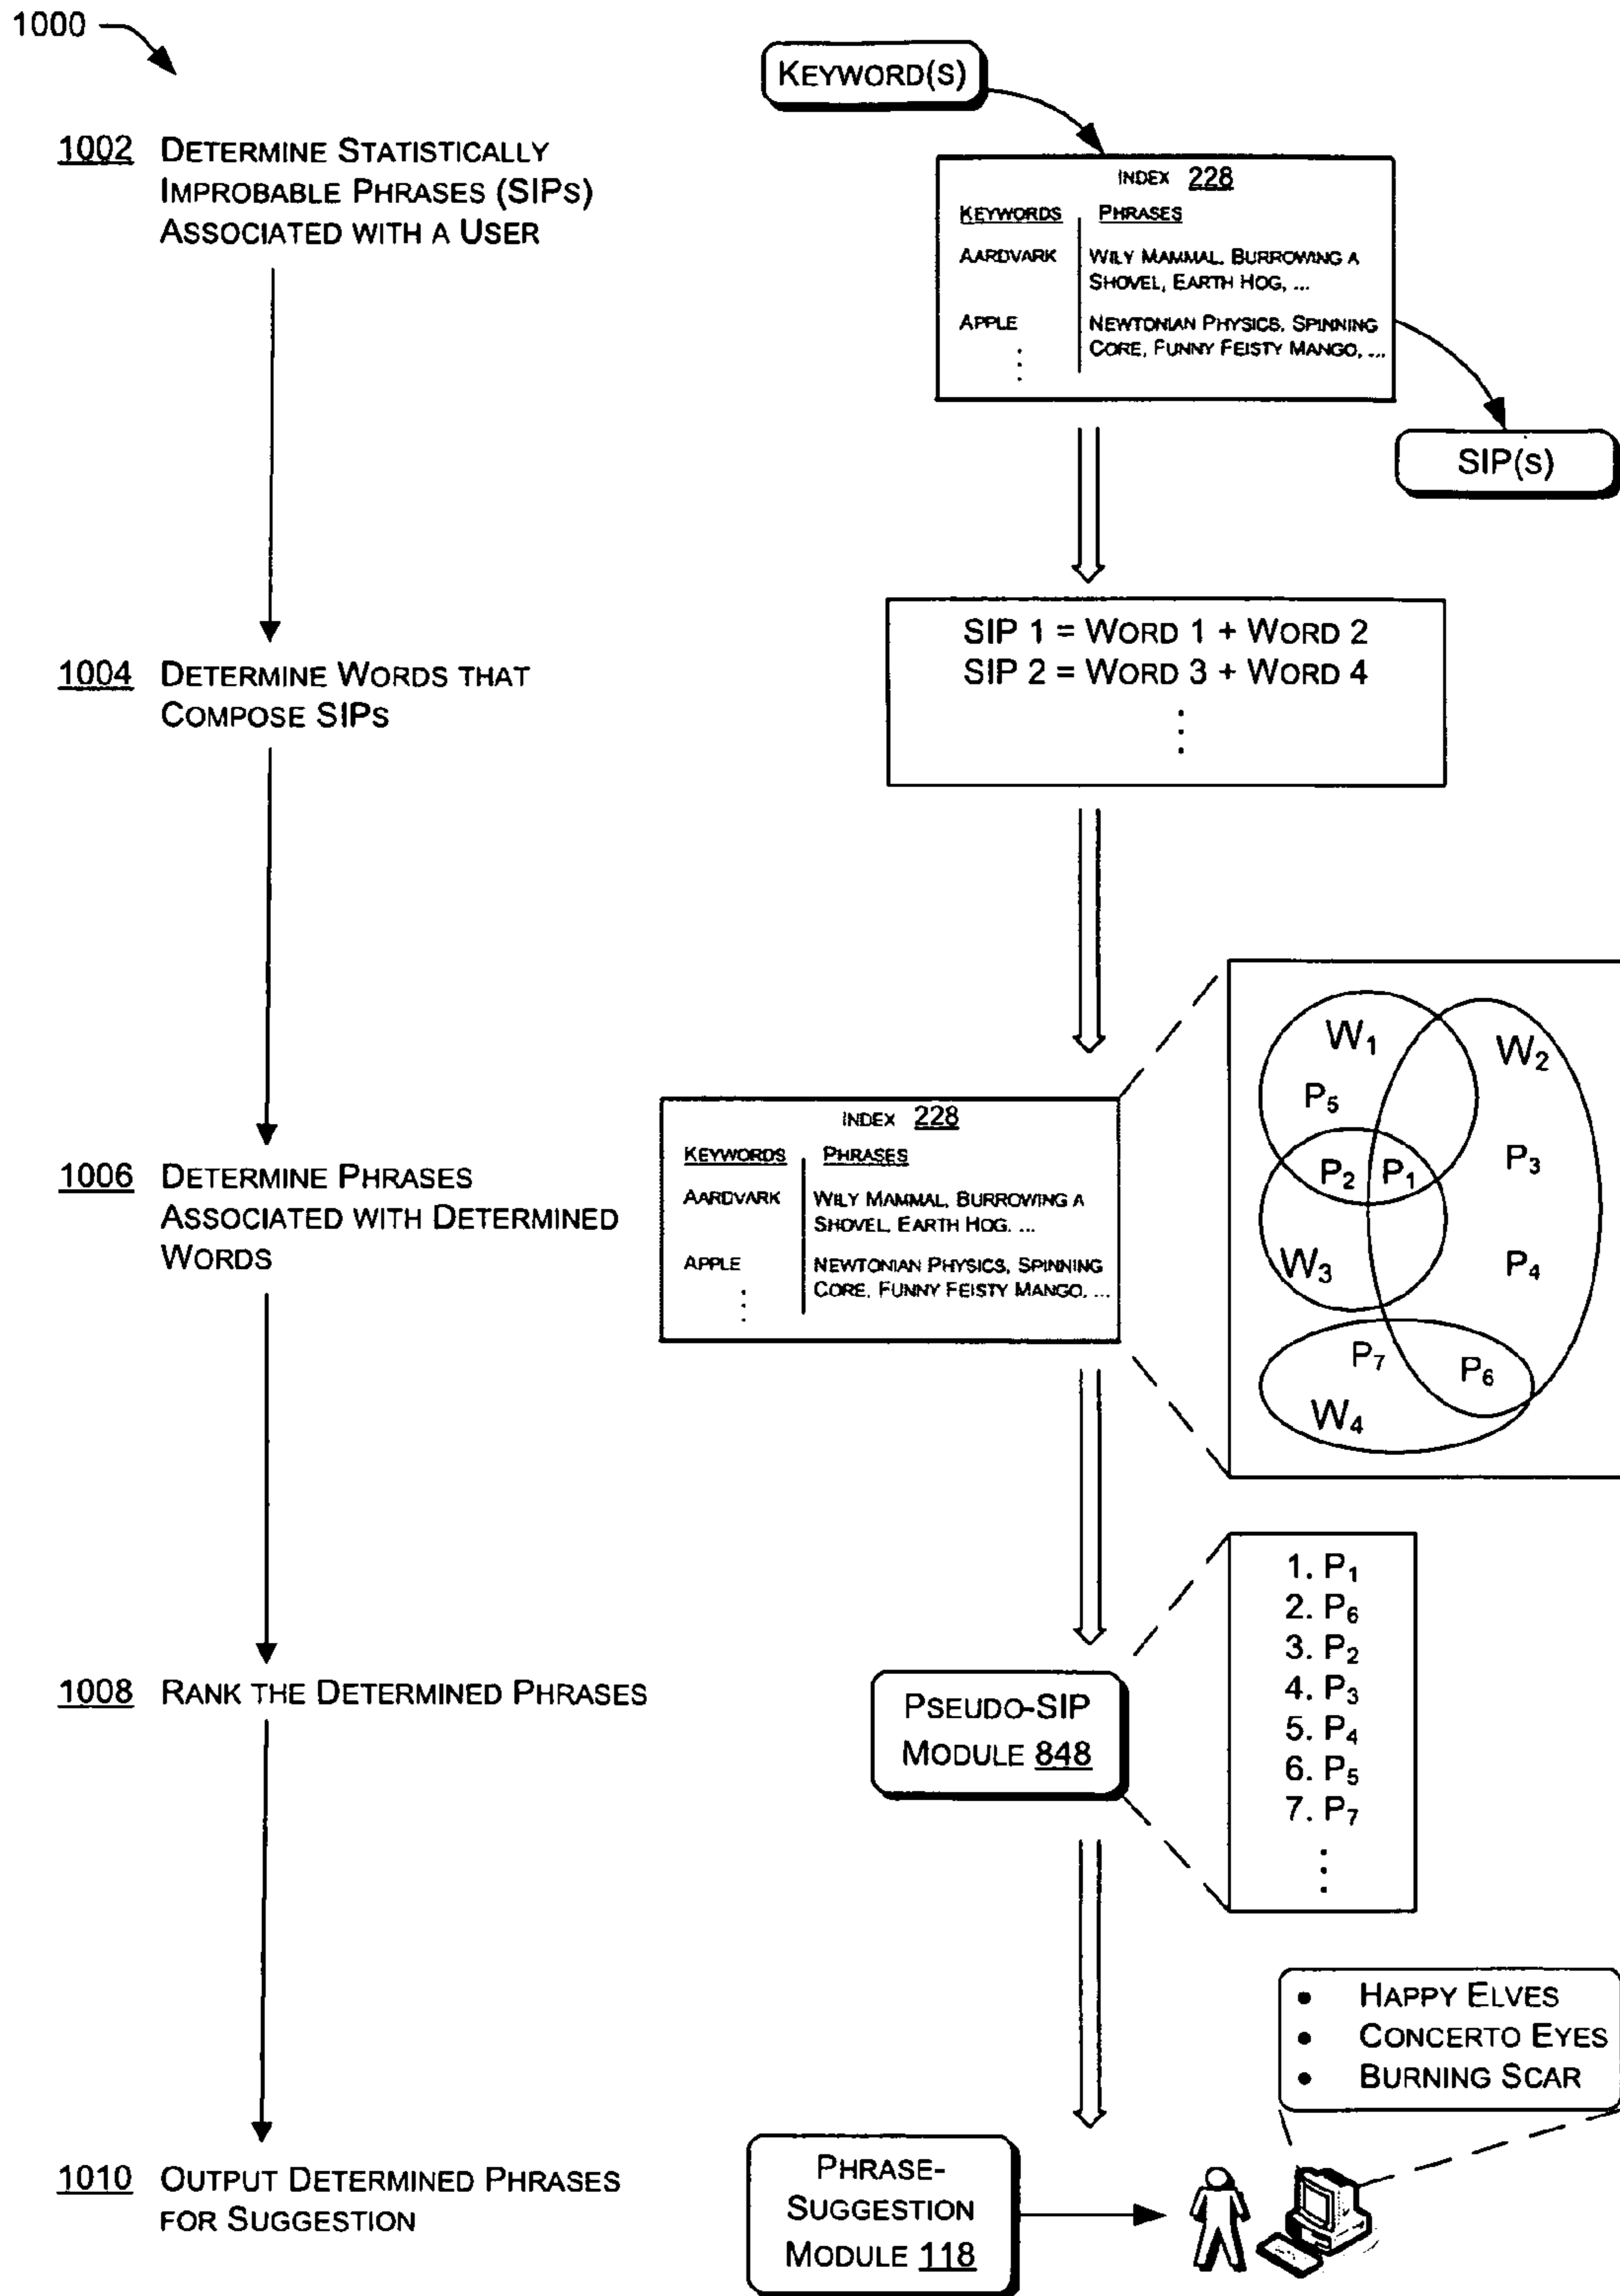 1000
KEYWORD(S)
1002 DETERMINE STATISTICALLY
IMPROBABLE PHRASES (SIPS)
ASSOCIATED WITH A USER
INDEX 228
KEYWORDS PHRASES
AARDVARK WILY MAMMAL, BURROWING A
SHOVEL, EARTH HOG, ...
APPLE NEWTONIAN PHYSICS, SPINNING
CORE, FUNNY FEISTY MANGO, ...
SIP(S)
1004 DETERMINE WORDS THAT
COMPOSE SIPS
SIP 1 = WORD 1 + WORD 2
SIP 2 = WORD 3 + WORD 4
1006 DETERMINE PHRASES
ASSOCIATED WITH DETERMINED
WORDS
INDEX 228
KEYWORDS PHRASES
AARDVARK WILY MAMMAL, BURROWING A
SHOVEL, EARTH HOG, ...
APPLE NEWTONIAN PHYSICS, SPINNING
CORE, FUNNY FEISTY MANGO, ...
W1 W2
P5
P3
P2 P1
W3 P4
P7 P6
W4
1008 RANK THE DETERMINED PHRASES
PSEUDO-SIP
MODULE 848
1. P1
2. P6
3. P2
4. P3
5. P4
6. P5
7. P7
1010 OUTPUT DETERMINED PHRASES
FOR SUGGESTION
PHRASE-
SUGGESTION
MODULE 118
• HAPPY ELVES
• CONCERTO EYES
• BURNING SCAR